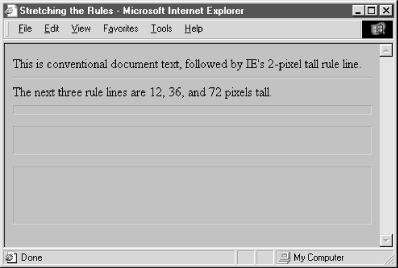 Stretching the Rules - Microsoft Internet Explorer
File Edit View Favorites Tools Help
This is conventional document text, followed by IE's 2-pixel tall rule line.
The next three rule lines are 12, 36, and 72 pixels tall.
Done My Computer